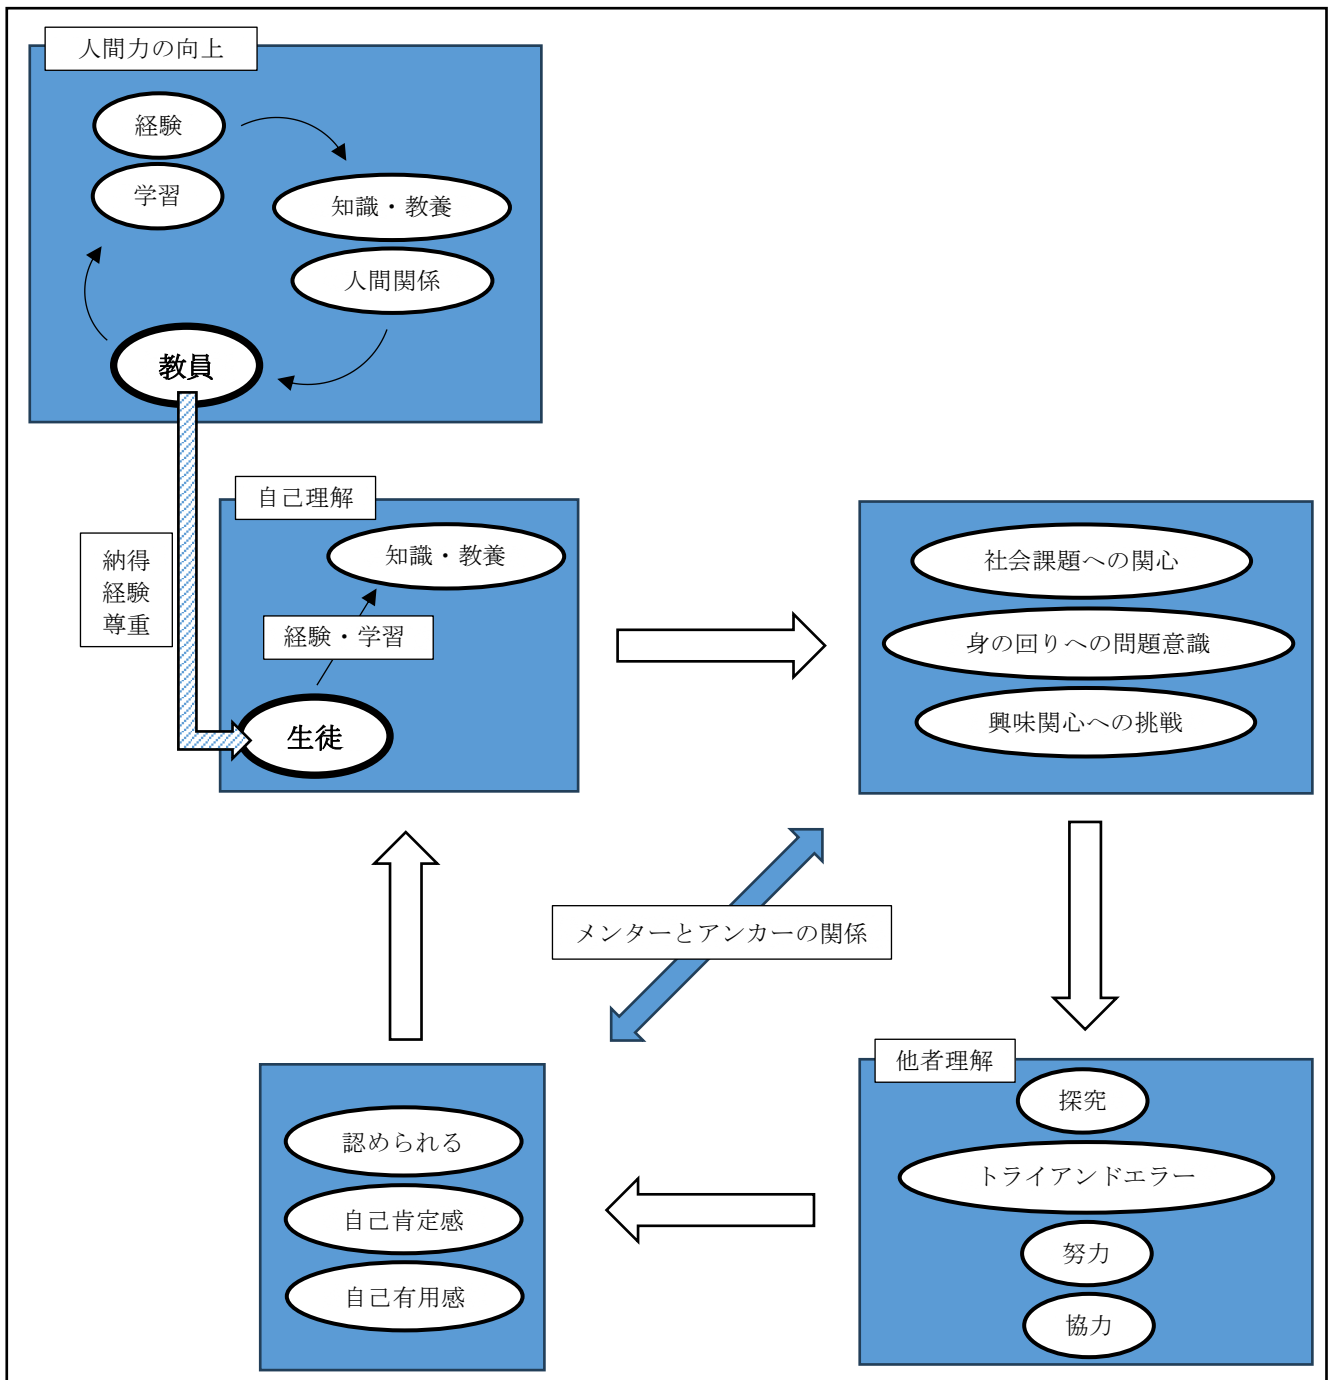 人間力の向上
経験
学習
知識・教養
人間関係
教員
納得
経験
尊重
自己理解
知識・教養
経験・学習
生徒
社会課題への関心
身の回りへの問題意識
興味関心への挑戦
メンターとアンカーの関係
他者理解
探究
トライアンドエラー
努力
協力
認められる
自己肯定感
自己有用感